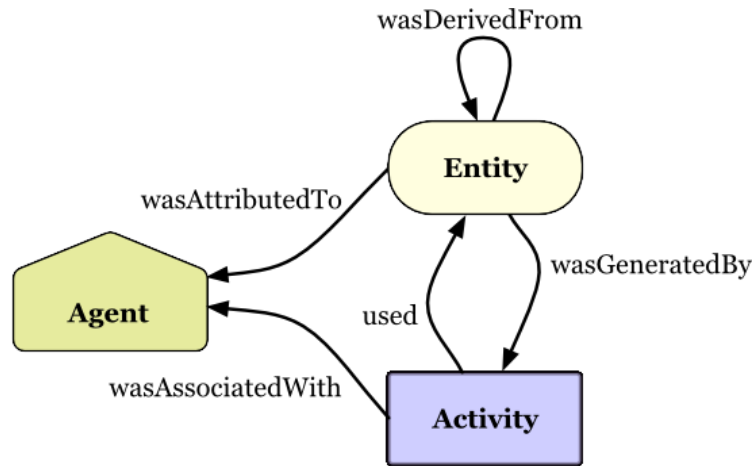 wasDerivedFrom
Entity
wasAttributedTo
wasGeneratedBy
Agent
used
wasAssociatedWith
Activity